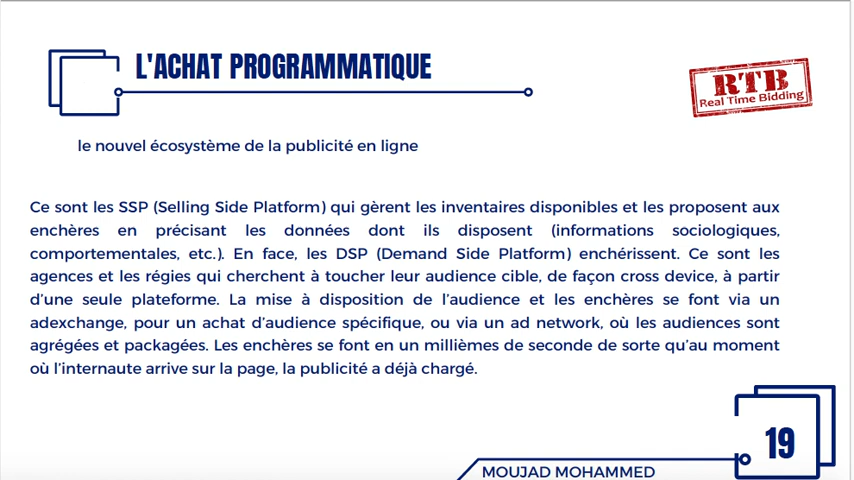 L'ACHAT PROGRAMMATIQUE
RTB
Real Time Bidding
le nouvel écosystème de la publicité en ligne
Ce sont les SSP (Selling Side Platform) qui gèrent les inventaires disponibles et les proposent aux
enchères en précisant les données dont ils disposent (informations sociologiques,
comportementales, etc.). En face, les DSP (Demand Side Platform) enchérissent. Ce sont les
agences et les régies qui cherchent à toucher leur audience cible, de façon cross device, à partir
d'une seule plateforme. La mise à disposition de l'audience et les enchères se font via un
adexchange, pour un achat d'audience spécifique, ou via un ad network, où les audiences sont
agrégées et packagées. Les enchères se font en un millièmes de seconde de sorte qu'au moment
où l'internaute arrive sur la page, la publicité a déjà chargé.
19
MOUJAD MOHAMMED